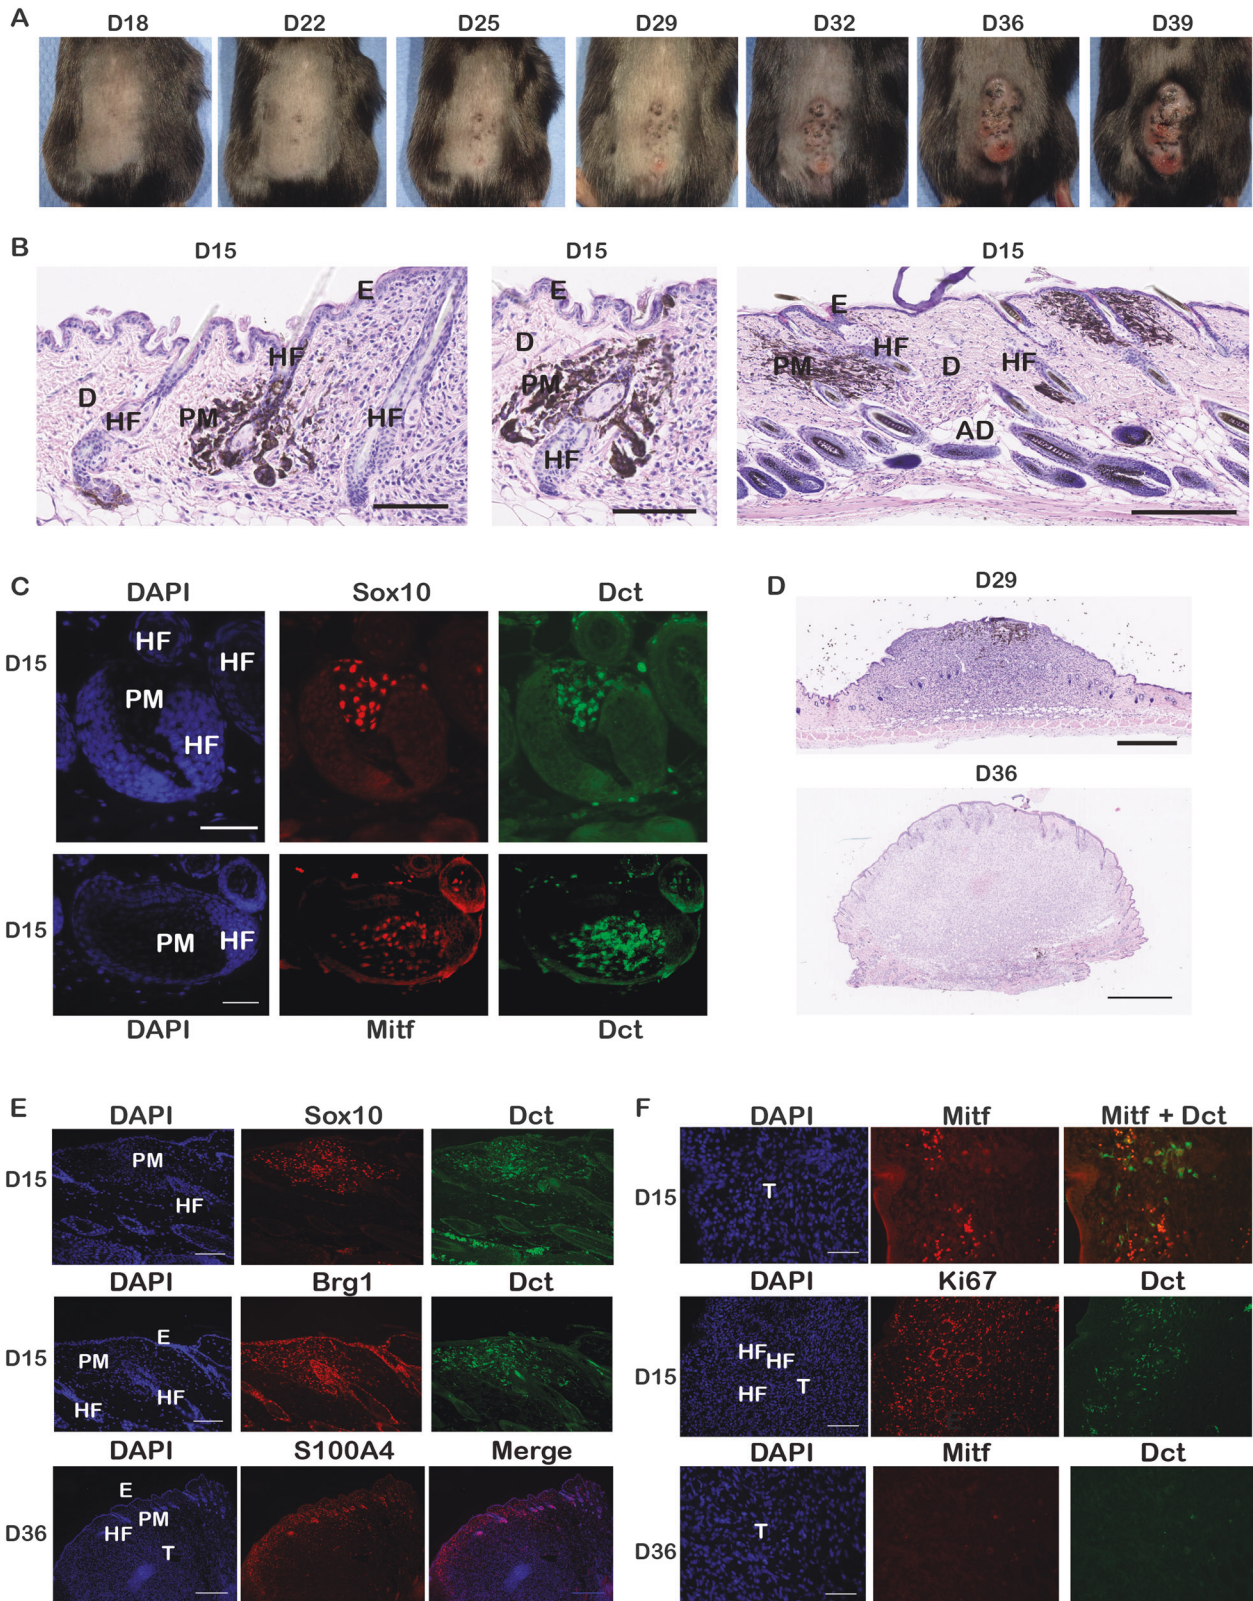 A
D18 D22 D25 D29 D32 D36 D39
B
D15 D15 D15
E
HF
D
HF
PM
HF
E
D
PM
HF
E
PM
HF
D
HF
AD
C
DAPI Sox10 Dct
D15
HF
HF
PM
HF
D15
PM
HF
DAPI Mitf Dct
D
D29
D36
E
DAPI Sox10 Dct
D15
PM
HF
DAPI Brg1 Dct
D15
E
PM
HF
HF
DAPI S100A4 Merge
D36
E
PM
HF
T
F
DAPI Mitf Mitf + Dct
D15
T
DAPI Ki67 Dct
D15
HF
HF
HF
T
DAPI Mitf Dct
D36
T